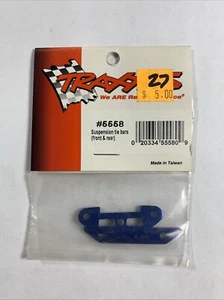 TRAXXAS
27
$ 5.00
We ARE
#5558
Suspension tie bars
(front & rear)
0 20334 55580 9
Made in Taiwan